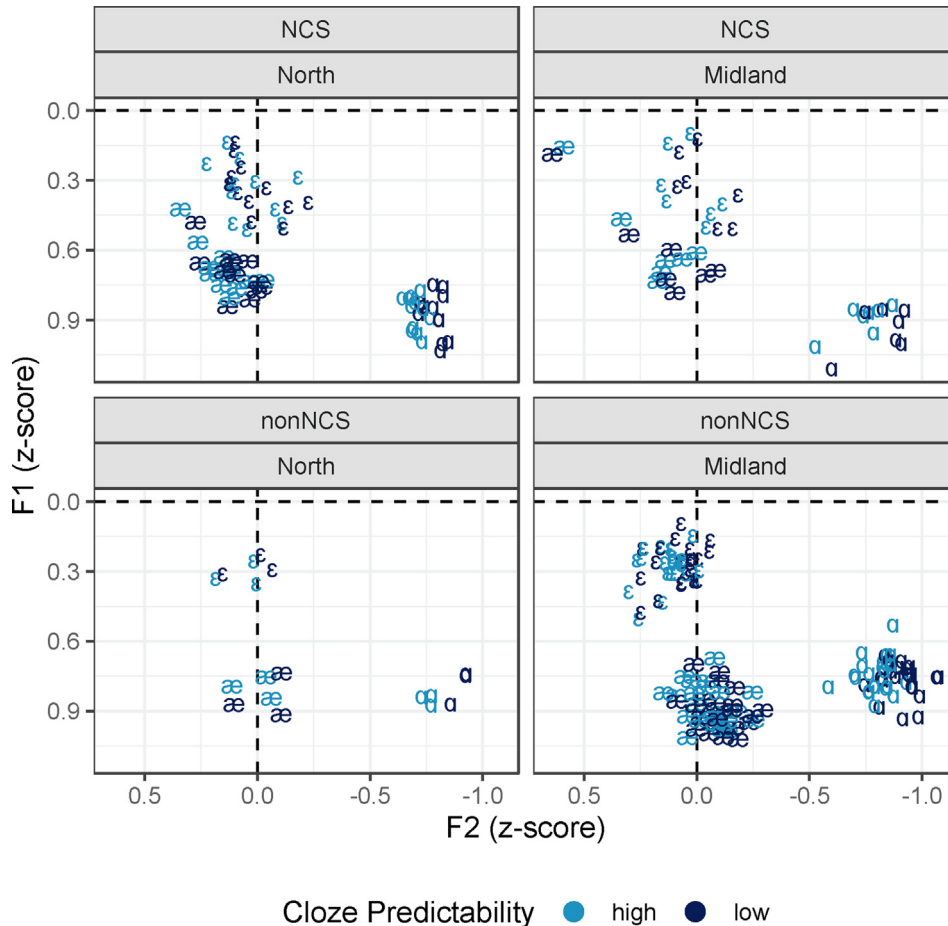 NCS NCS
North Midland
0.0
0.3
0.6
0.9
F1 (z-score)
nonNCS nonNCS
North Midland
0.0
0.3
0.6
0.9
0.5 0.0 -0.5 -1.0 0.5 0.0 -0.5 -1.0
F2 (z-score)
Cloze Predictability high low